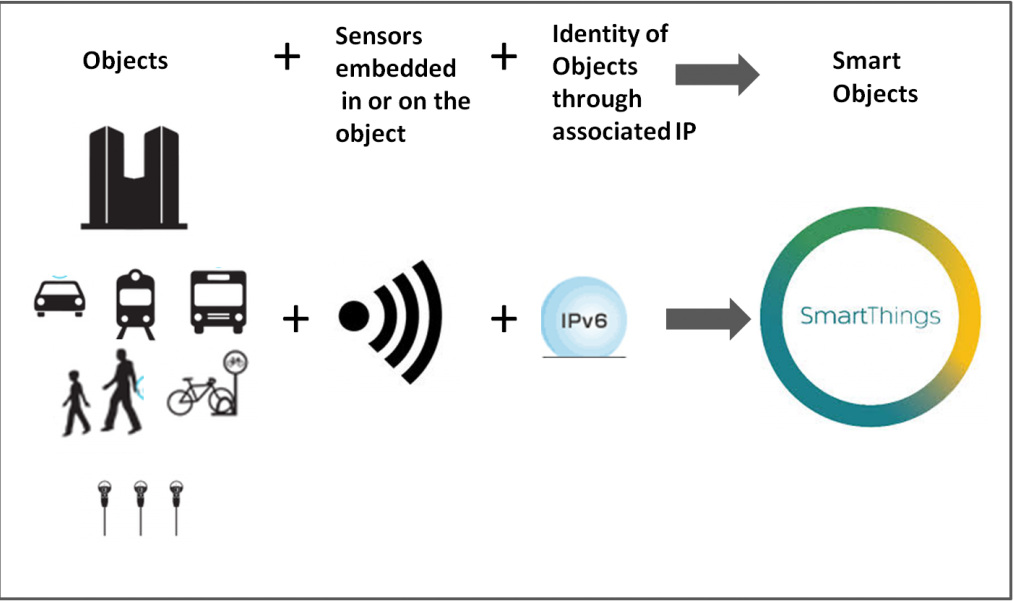 Objects
+
Sensors
embedded
in or on the
object
+
Identity of
Objects
through
associated IP
Smart
Objects
+
+
IPv6
SmartThings